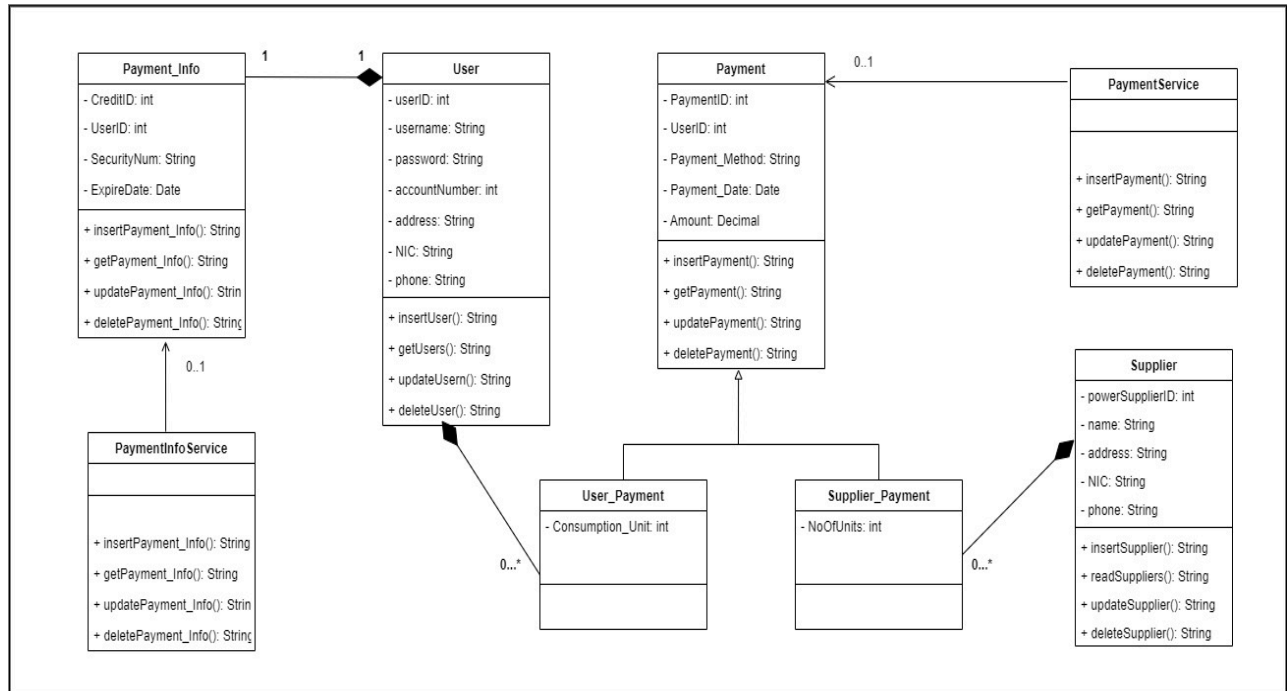 Payment_Info
- CreditID: int
- UserID: int
- SecurityNum: String
- ExpireDate: Date
+ insertPayment_Info(): String
+ getPayment_Info(): String
+ updatePayment_Info(): Strin
+ deletePayment_Info(): String
1
1
User
- userID: int
- username: String
- password: String
- accountNumber: int
- address: String
- NIC: String
- phone: String
+ insertUser(): String
+ getUsers(): String
+ updateUsern(): String
+ deleteUser(): String
Payment
- PaymentID: int
- UserID: int
- Payment_Method: String
- Payment_Date: Date
- Amount: Decimal
+ insertPayment(): String
+ getPayment(): String
+ updatePayment(): String
+ deletePayment(): String
0..1
PaymentService
+ insertPayment(): String
+ getPayment(): String
+ updatePayment(): String
+ deletePayment(): String
0..1
PaymentInfoService
+ insertPayment_Info(): String
+ getPayment_Info(): String
+ updatePayment_Info(): Strin
+ deletePayment_Info(): String
0...*
User_Payment
- Consumption_Unit: int
Supplier_Payment
- NoOfUnits: int
0...*
Supplier
- powerSupplierID: int
- name: String
- address: String
- NIC: String
- phone: String
+ insertSupplier(): String
+ readSuppliers(): String
+ updateSupplier(): String
+ deleteSupplier(): String